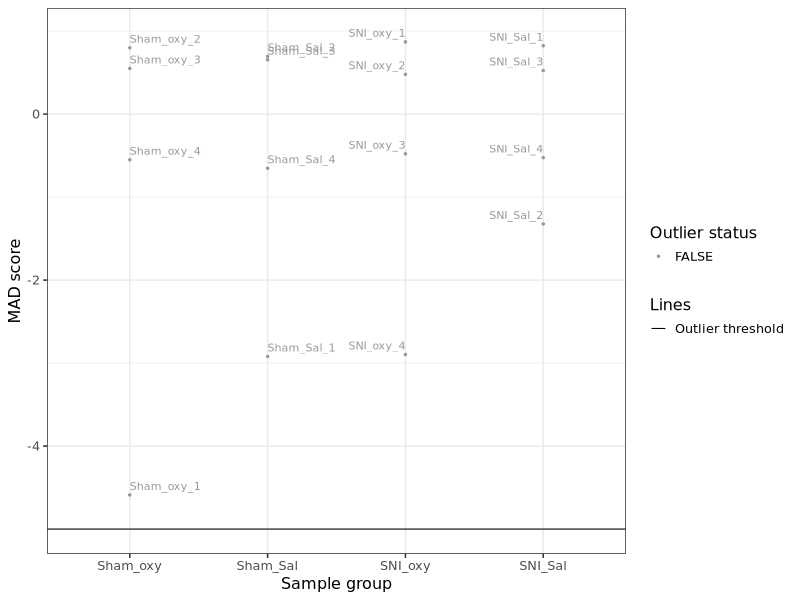 Sham_oxy_2
Sham_oxy_3
Sham_oxy_4
Sham_oxy_1
Sham_Sal_2
Sham_Sal_3
Sham_Sal_4
Sham_Sal_1
SNI_oxy_1
SNI_oxy_2
SNI_oxy_3
SNI_oxy_4
SNI_Sal_1
SNI_Sal_3
SNI_Sal_4
SNI_Sal_2
0
-2
-4
MAD score
Sham_oxy
Sham_Sal
SNI_oxy
SNI_Sal
Sample group
Outlier status
FALSE
Lines
Outlier threshold